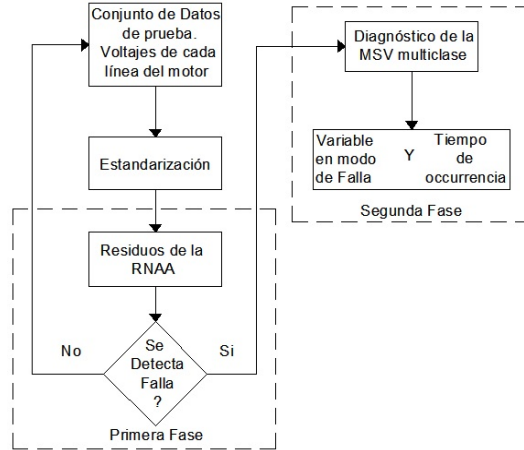 Conjunto de Datos
de prueba.
Voltajes de cada
línea del motor
Estandarización
Residuos de la
RNAA
Se
Detecta
Falla
?
No
Si
Primera Fase
Diagnóstico de la
MSV multiclase
Variable
en modo
de Falla
Y
Tiempo
de
occurrencia
Segunda Fase